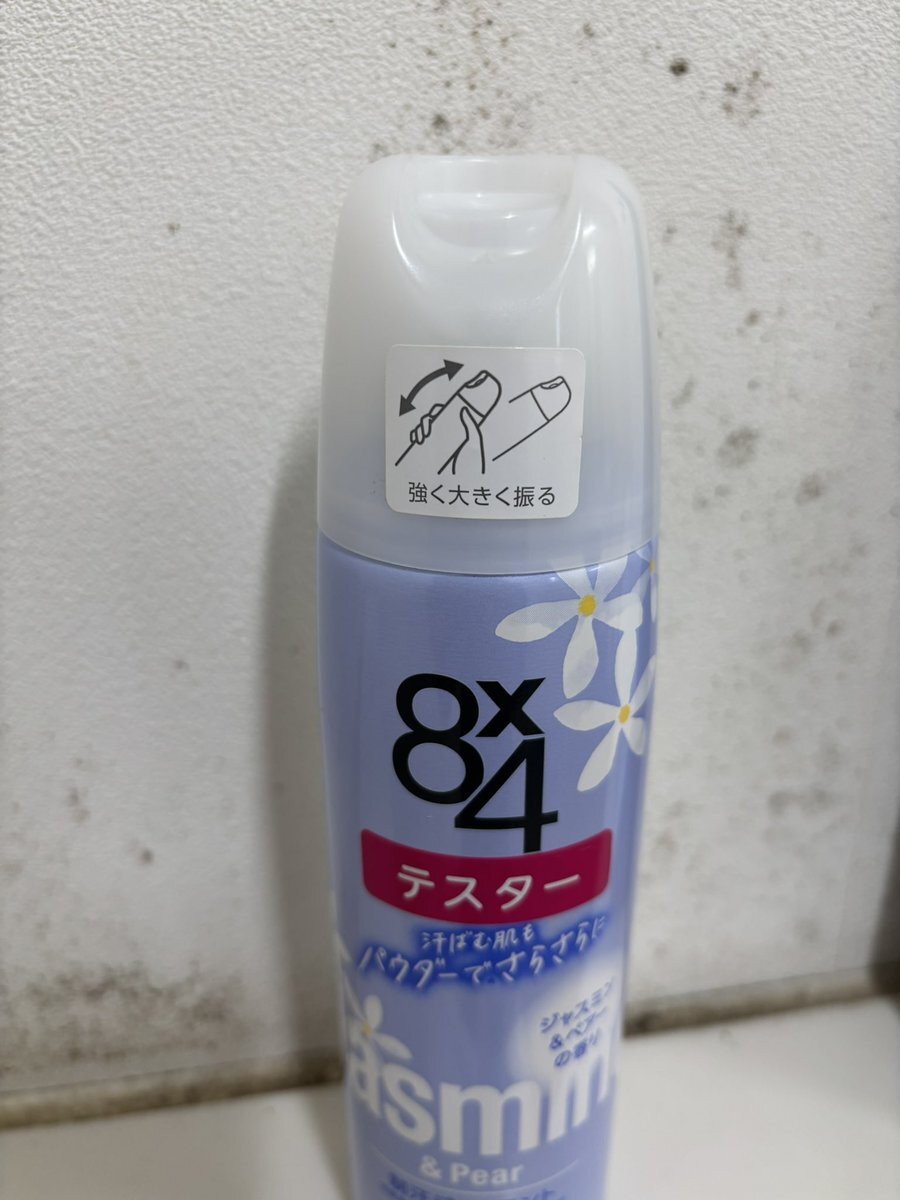 強く大きく振る
8x4
テスター
汗ばむ肌も
パウダーでさらさらに
ジャスミン
&ペアー
の香り
asmin
& Pear